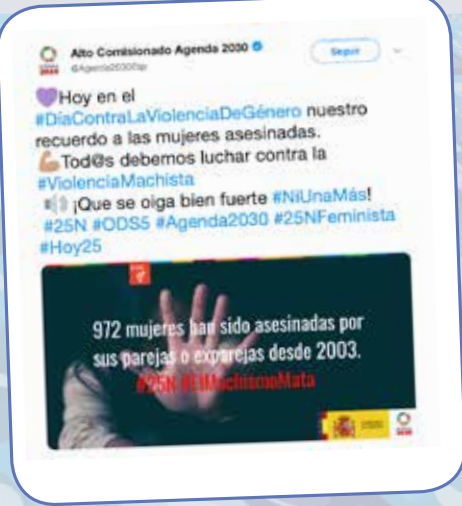 Alto Comisionado Agenda 2030
@Agenda2030Esp
Seguir
💜Hoy en el
#DíaContraLaViolenciaDeGénero nuestro
recuerdo a las mujeres asesinadas.
💪🏼Tod@s debemos luchar contra la
#ViolenciaMachista
🔊 ¡Que se oiga bien fuerte #NiUnaMás!
#25N #ODS5 #Agenda2030 #25NFeminista
#Hoy25
972 mujeres han sido asesinadas por
sus parejas o exparejas desde 2003.
#25N #ElMachismoMata